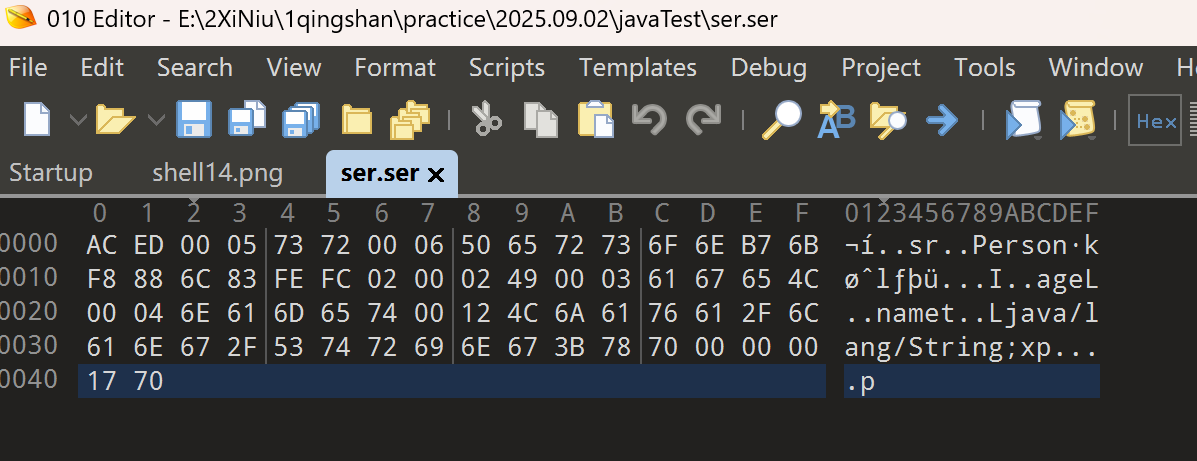 010 Editor - E:\2XiNiu\1qingshan\practice\2025.09.02\javaTest\ser.ser
File Edit Search View Format Scripts Templates Debug Project Tools Window
Hex
Startup shell14.png ser.ser
0 1 2 3 4 5 6 7 8 9 A B C D E F 0123456789ABCDEF
0000 AC ED 00 05 73 72 00 06 50 65 72 73 6F 6E B7 6B ¬í..sr..Person·k
0010 F8 88 6C 83 FE FC 02 00 02 49 00 03 61 67 65 4C øˆlƒþü...I..ageL
0020 00 04 6E 61 6D 65 74 00 12 4C 6A 61 76 61 2F 6C ..namet..Ljava/l
0030 61 6E 67 2F 53 74 72 69 6E 67 3B 78 70 00 00 00 ang/String;xp...
0040 17 70 .p